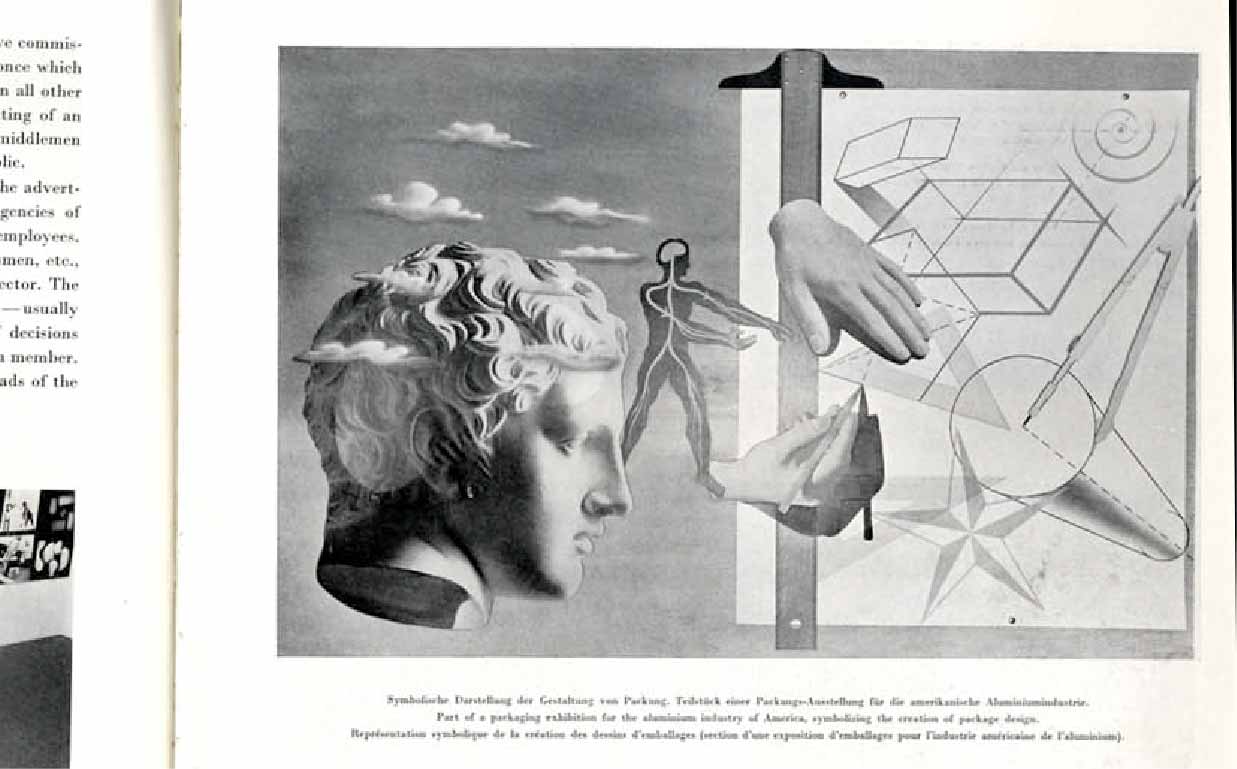 ve commis-
once which
n all other
ting of an
middlemen
blic.
he advert-
gencies of
employees.
men, etc.,
ector. The
— usually
decisions
a member.
ads of the
Symbolische Darstellung der Gestaltung von Packung. Teilstück einer Packungs-Ausstellung für die amerikanische Aluminiumindustrie.
Part of a packaging exhibition for the aluminium industry of America, symbolizing the creation of package design.
Représentation symbolique de la création des dessins d'emballages (section d'une exposition d'emballages pour l'industrie américaine de l'aluminium).